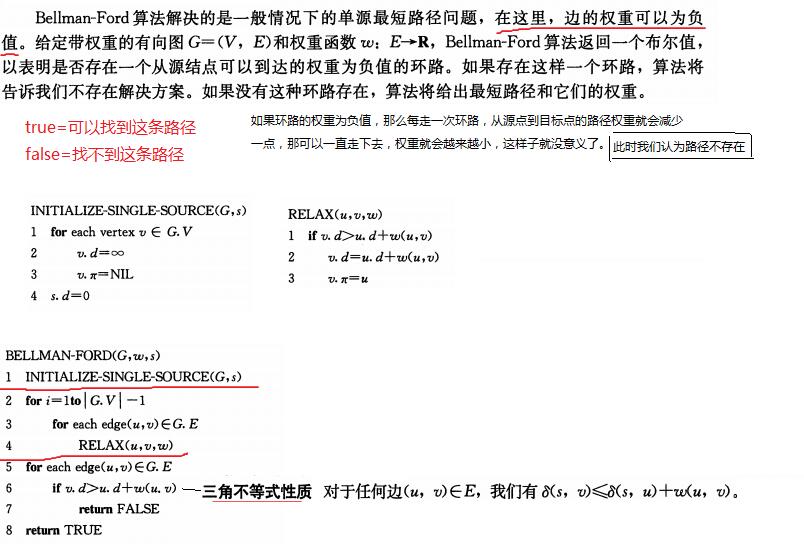 Bellman-Ford 算法解决的是一般情况下的单源最短路径问题，在这里，边的权重可以为负
值。给定带权重的有向图 G=(V，E)和权重函数 w：E→R，Bellman-Ford 算法返回一个布尔值，
以表明是否存在一个从源结点可以到达的权重为负值的环路。如果存在这样一个环路，算法将
告诉我们不存在解决方案。如果没有这种环路存在，算法将给出最短路径和它们的权重。
true=可以找到这条路径
false=找不到这条路径
如果环路的权重为负值，那么每走一次环路，从源点到目标点的路径权重就会减少
一点，那可以一直走下去，权重就会越来越小，这样子就没意义了。此时我们认为路径不存在
INITIALIZE-SINGLE-SOURCE(G,s)
1 for each vertex v ∈ G.V
2 v.d=∞
3 v.π=NIL
4 s.d=0
RELAX(u,v,w)
1 if v.d>u.d+w(u,v)
2 v.d=u.d+w(u,v)
3 v.π=u
BELLMAN-FORD(G,w,s)
1 INITIALIZE-SINGLE-SOURCE(G,s)
2 for i=1to|G.V|-1
3 for each edge(u,v)∈G.E
4 RELAX(u,v,w)
5 for each edge(u,v)∈G.E
6 if v.d>u.d+w(u.v) 三角不等式性质 对于任何边(u，v)∈E，我们有 δ(s，v)≤δ(s，u)+w(u，v)。
7 return FALSE
8 return TRUE